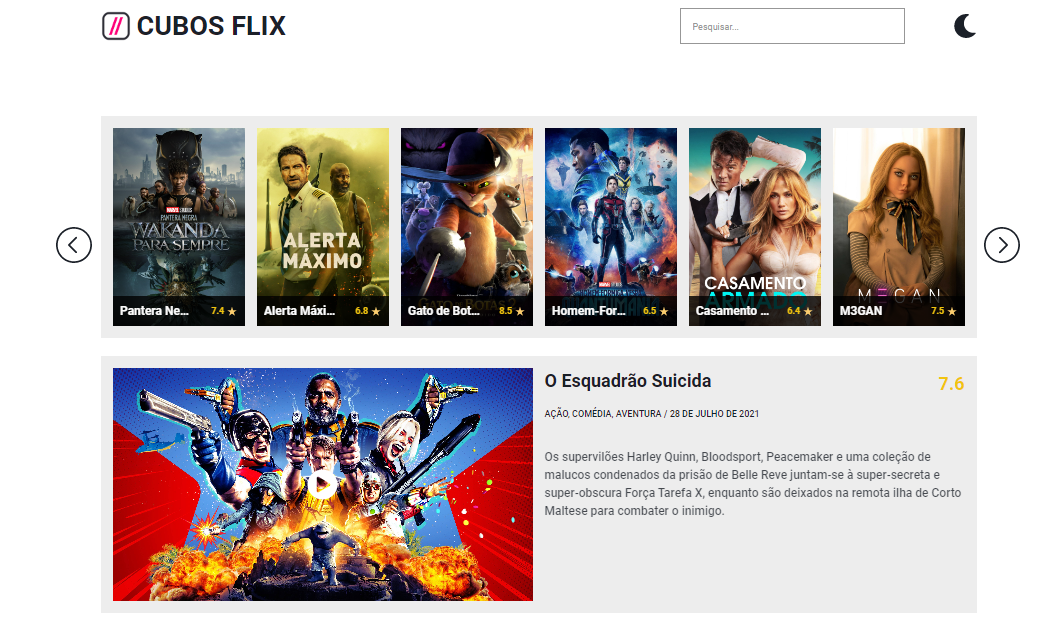 CUBOS FLIX
Pesquisar...
MARVEL STUDIOS
PANTERA NEGRA
WAKANDA
PARA SEMPRE
Pantera Ne... 7.4
ALERTA
MÁXIMO
Alerta Máxi... 6.8
Gato de Bot... 8.5
Homem-For... 6.5
CASAMENTO
ARMADO
Casamento ... 6.4
M3GAN
M3GAN 7.5
O Esquadrão Suicida
7.6
AÇÃO, COMÉDIA, AVENTURA / 28 DE JULHO DE 2021
Os supervilões Harley Quinn, Bloodsport, Peacemaker e uma coleção de
malucos condenados da prisão de Belle Reve juntam-se à super-secreta e
super-obscura Força Tarefa X, enquanto são deixados na remota ilha de Corto
Maltese para combater o inimigo.